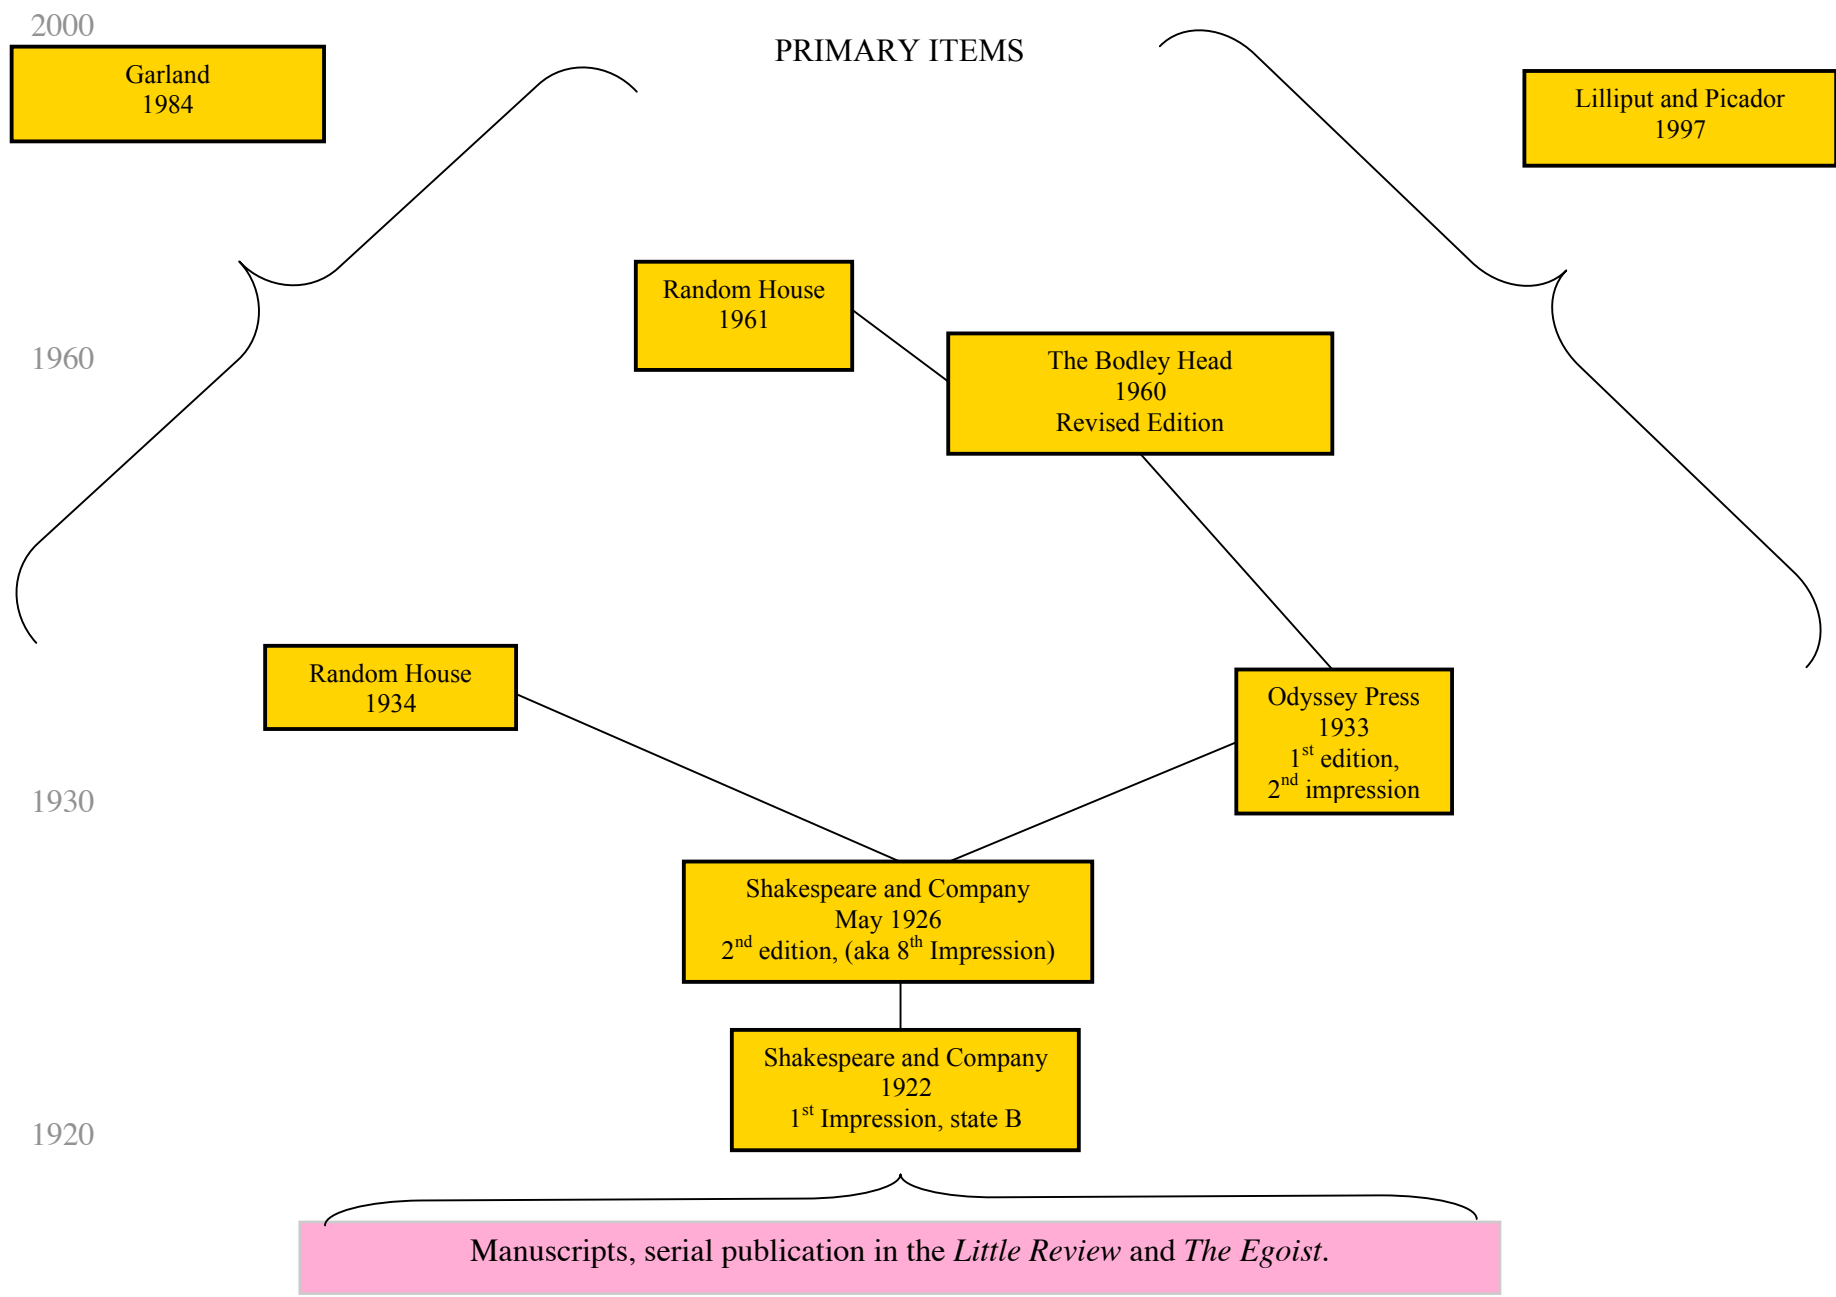 2000
PRIMARY ITEMS
Garland
1984
Lilliput and Picador
1997
Random House
1961
1960
The Bodley Head
1960
Revised Edition
Random House
1934
Odyssey Press
1933
1st edition,
2nd impression
1930
Shakespeare and Company
May 1926
2nd edition, (aka 8th Impression)
Shakespeare and Company
1922
1st Impression, state B
1920
Manuscripts, serial publication in the Little Review and The Egoist.